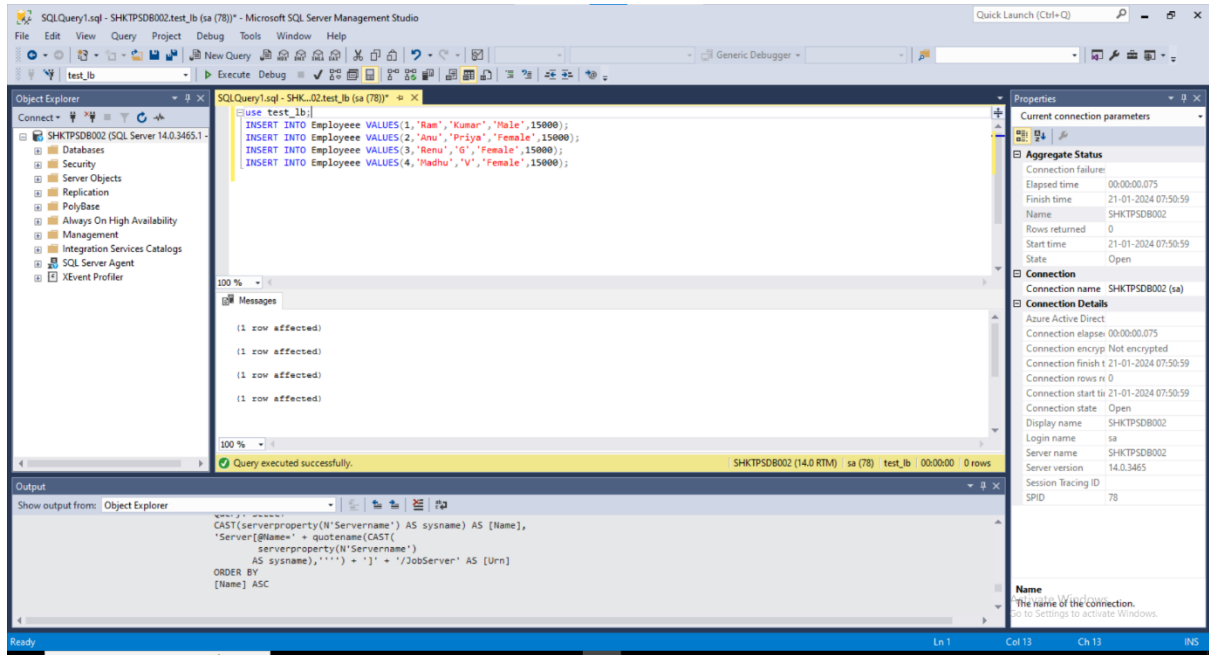 SQLQuery1.sql - SHKTPSDB002.test_lb (sa (78))* - Microsoft SQL Server Management Studio
Quick Launch (Ctrl+Q)
File Edit View Query Project Debug Tools Window Help
New Query
Generic Debugger
test_lb
Execute Debug
Object Explorer
Connect
SHKTPSDB002 (SQL Server 14.0.3465.1 -
Databases
Security
Server Objects
Replication
PolyBase
Always On High Availability
Management
Integration Services Catalogs
SQL Server Agent
XEvent Profiler
SQLQuery1.sql - SHK...02.test_lb (sa (78))*
use test_lb;
INSERT INTO Employeee VALUES(1,'Ram','Kumar','Male',15000);
INSERT INTO Employeee VALUES(2,'Anu','Priya','Female',15000);
INSERT INTO Employeee VALUES(3,'Renu','G','Female',15000);
INSERT INTO Employeee VALUES(4,'Madhu','V','Female',15000);
100 %
Messages
(1 row affected)
(1 row affected)
(1 row affected)
(1 row affected)
100 %
Query executed successfully.
SHKTPSDB002 (14.0 RTM) sa (78) test_lb 00:00:00 0 rows
Properties
Current connection parameters
Aggregate Status
Connection failures
Elapsed time 00:00:00.075
Finish time 21-01-2024 07:50:59
Name SHKTPSDB002
Rows returned 0
Start time 21-01-2024 07:50:59
State Open
Connection
Connection name SHKTPSDB002 (sa)
Connection Details
Azure Active Direct
Connection elapse 00:00:00.075
Connection encryp Not encrypted
Connection finish t 21-01-2024 07:50:59
Connection rows re 0
Connection start ti 21-01-2024 07:50:59
Connection state Open
Display name SHKTPSDB002
Login name sa
Server name SHKTPSDB002
Server version 14.0.3465
Session Tracing ID
SPID 78
Name
The name of the connection.
Activate Windows
Go to Settings to activate Windows.
Output
Show output from: Object Explorer
CAST(serverproperty(N'Servername') AS sysname) AS [Name],
'Server[@Name=' + quotename(CAST(
serverproperty(N'Servername')
AS sysname),'''') + ']' + '/JobServer' AS [Urn]
ORDER BY
[Name] ASC
Ready
Ln 1 Col 13 Ch 13 INS